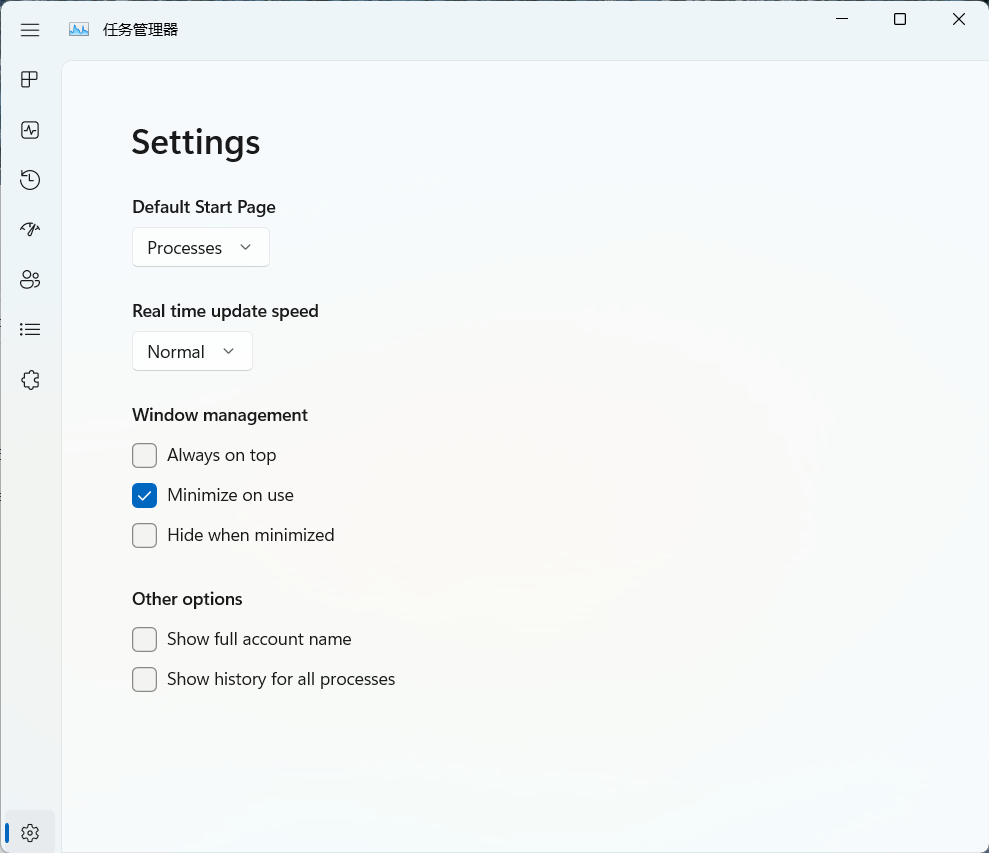 任务管理器
Settings
Default Start Page
Processes
Real time update speed
Normal
Window management
Always on top
Minimize on use
Hide when minimized
Other options
Show full account name
Show history for all processes